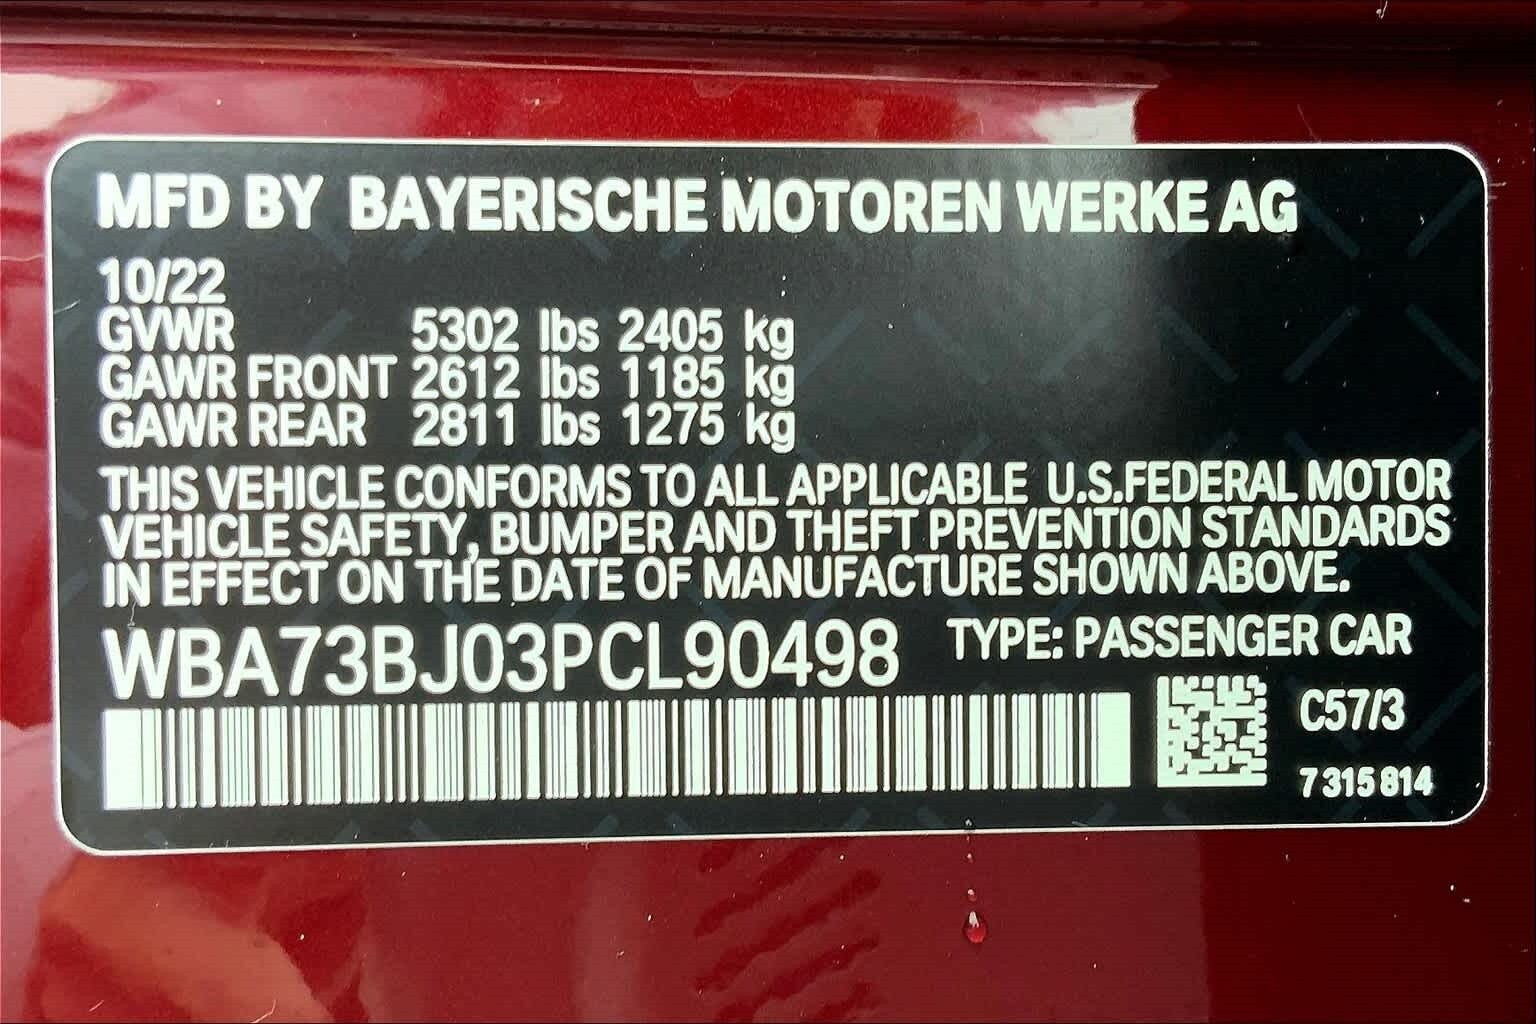 MFD BY BAYERISCHE MOTOREN WERKE AG
10/22
GVWR 5302 lbs 2405 kg
GAWR FRONT 2612 lbs 1185 kg
GAWR REAR 2811 lbs 1275 kg
THIS VEHICLE CONFORMS TO ALL APPLICABLE U.S.FEDERAL MOTOR
VEHICLE SAFETY, BUMPER AND THEFT PREVENTION STANDARDS
IN EFFECT ON THE DATE OF MANUFACTURE SHOWN ABOVE.
WBA73BJ03PCL90498 TYPE: PASSENGER CAR
C57/3
7 315 814